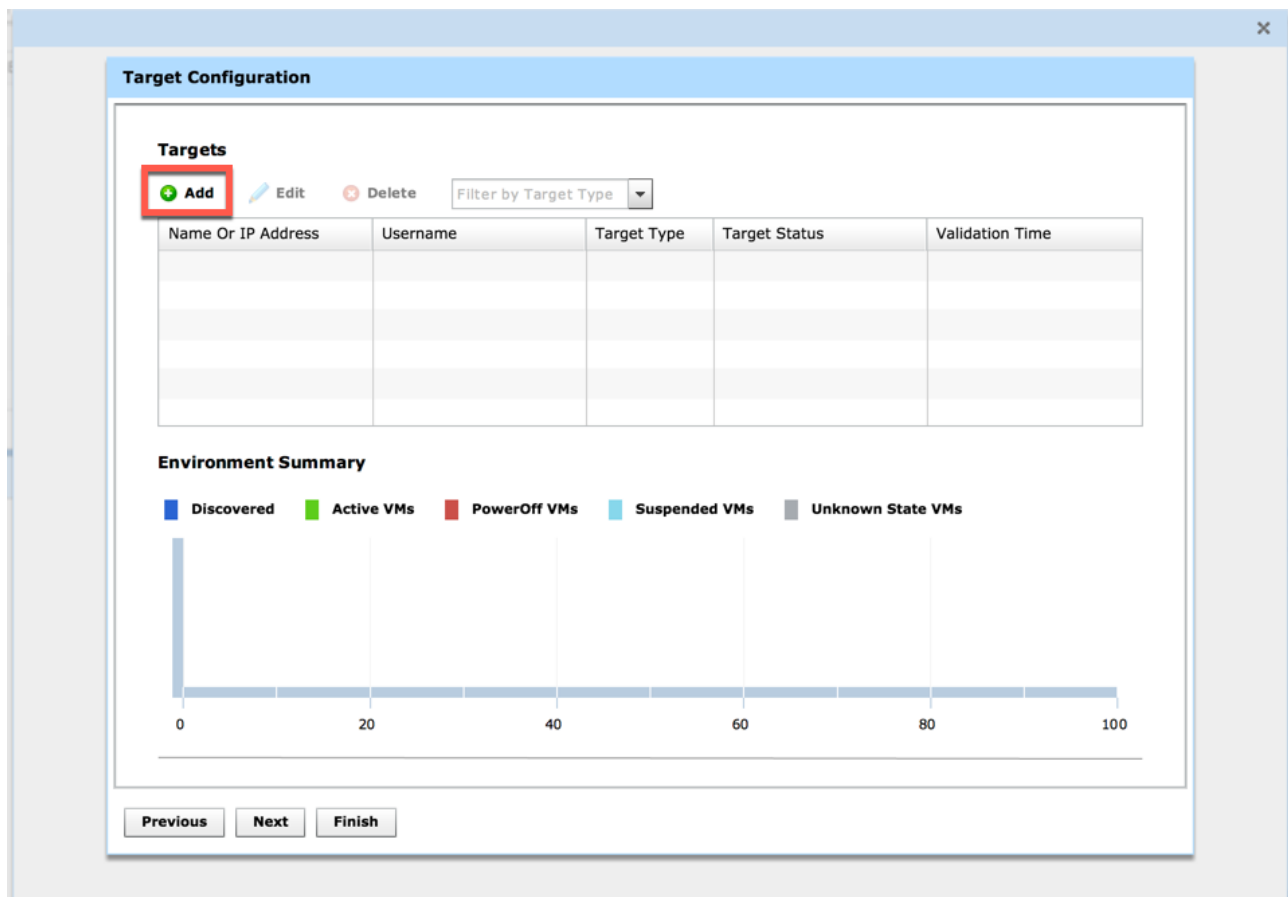 Target Configuration
Targets
Add Edit Delete Filter by Target Type
Name Or IP Address Username Target Type Target Status Validation Time
Environment Summary
Discovered Active VMs PowerOff VMs Suspended VMs Unknown State VMs
0 20 40 60 80 100
Previous Next Finish